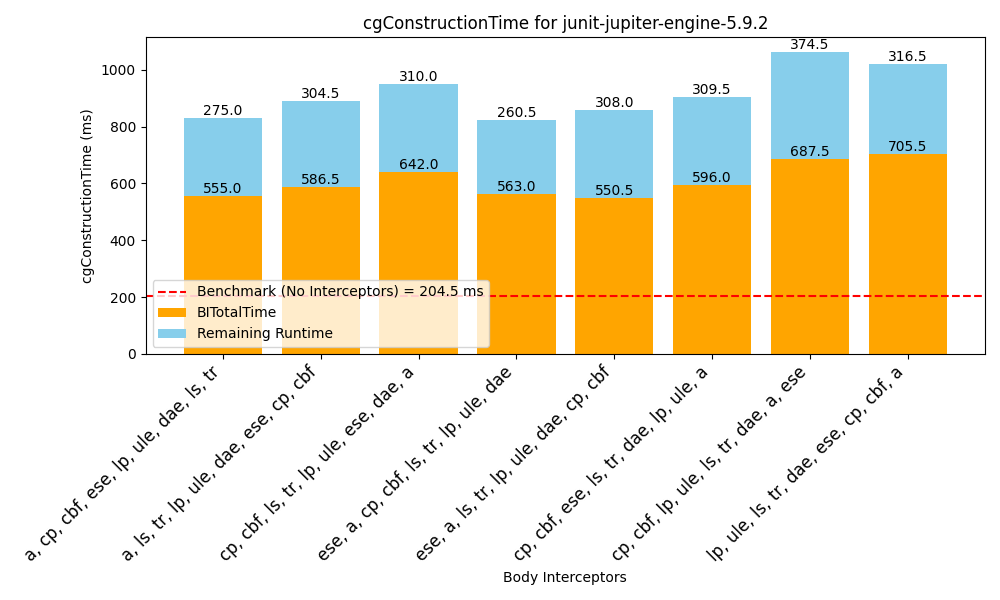 cgConstructionTime for junit-jupiter-engine-5.9.2
cgConstructionTime (ms)
1000
800
600
400
200
0
275.0
304.5
310.0
260.5
308.0
309.5
374.5
316.5
555.0
586.5
642.0
563.0
550.5
596.0
687.5
705.5
Benchmark (No Interceptors) = 204.5 ms
BITotalTime
Remaining Runtime
a, cp, cbf, ese, lp, ule, dae, ls, tr
a, ls, tr, lp, ule, dae, ese, cp, cbf
cp, cbf, ls, tr, lp, ule, ese, dae, a
ese, a, cp, cbf, ls, tr, lp, ule, dae
ese, a, ls, tr, lp, ule, dae, cp, cbf
cp, cbf, ese, ls, tr, dae, lp, ule, a
cp, cbf, lp, ule, ls, tr, dae, a, ese
lp, ule, ls, tr, dae, ese, cp, cbf, a
Body Interceptors